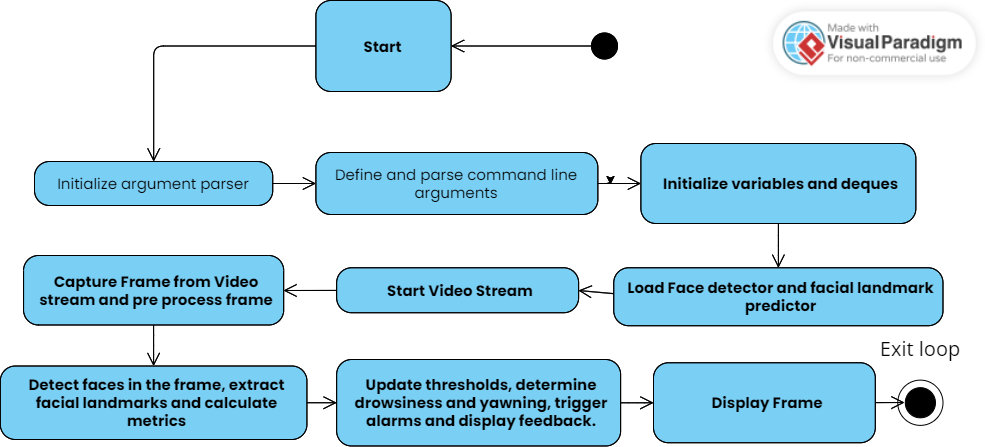 Start
Made with
Visual Paradigm
For non-commercial use
Initialize argument parser
Define and parse command line
arguments
Initialize variables and deques
Capture Frame from Video
stream and pre process frame
Start Video Stream
Load Face detector and facial landmark
predictor
Exit loop
Detect faces in the frame, extract
facial landmarks and calculate
metrics
Update thresholds, determine
drowsiness and yawning, trigger
alarms and display feedback.
Display Frame